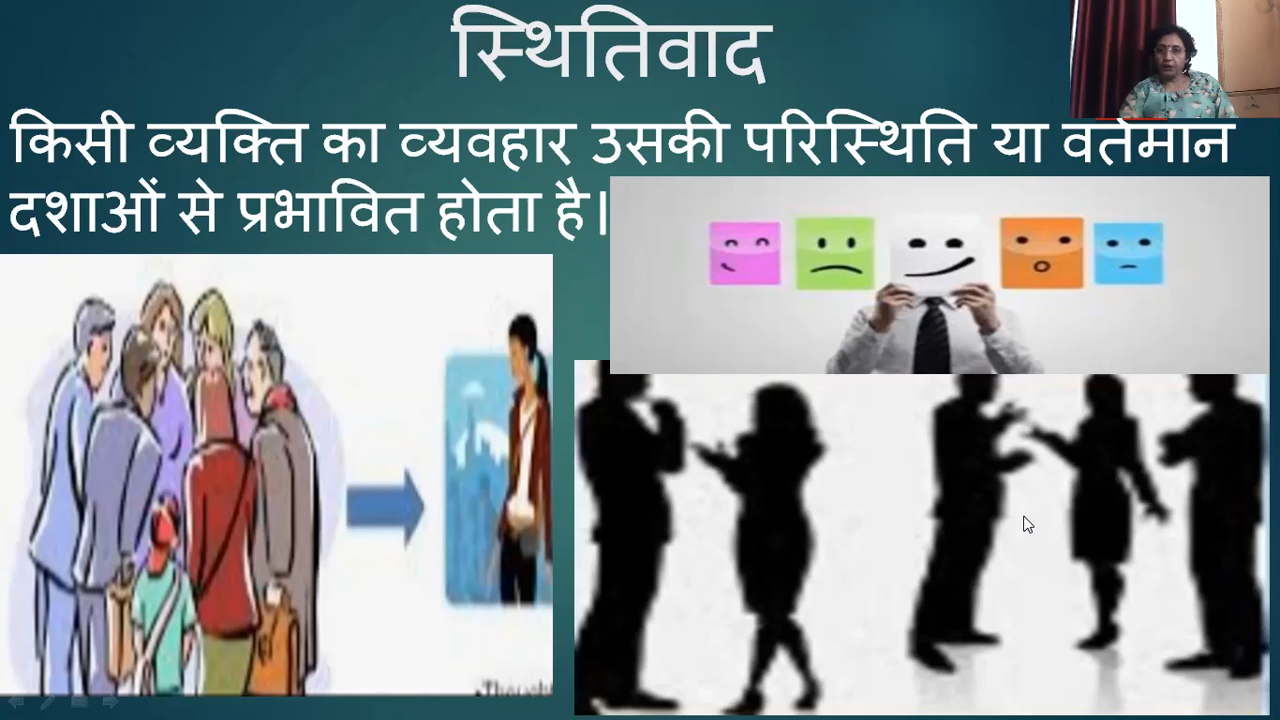 स्थितिवाद
किसी व्यक्ति का व्यवहार उसकी परिस्थिति या वर्तमान
दशाओं से प्रभावित होता है।